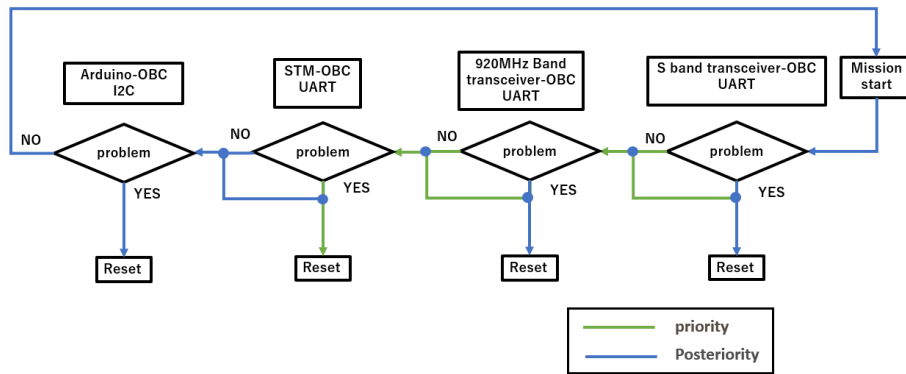 Arduino-OBC
I2C
STM-OBC
UART
920MHz Band
transceiver-OBC
UART
S band transceiver-OBC
UART
Mission
start
NO
problem
YES
NO
problem
YES
NO
problem
YES
NO
problem
YES
Reset
Reset
Reset
Reset
priority
Posteriority